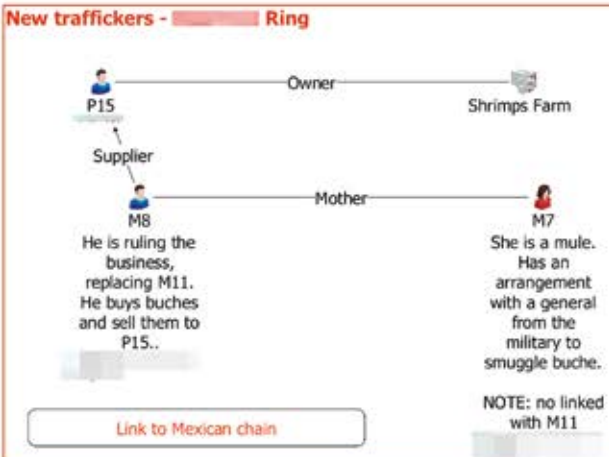 New traffickers - Ring
Owner
P15
Shrimps Farm
Supplier
Mother
M8
He is ruling the
business,
replacing M11.
He buys buches
and sell them to
P15..
M7
She is a mule.
Has an
arrangement
with a general
from the
military to
smuggle buche.
NOTE: no linked
with M11
Link to Mexican chain